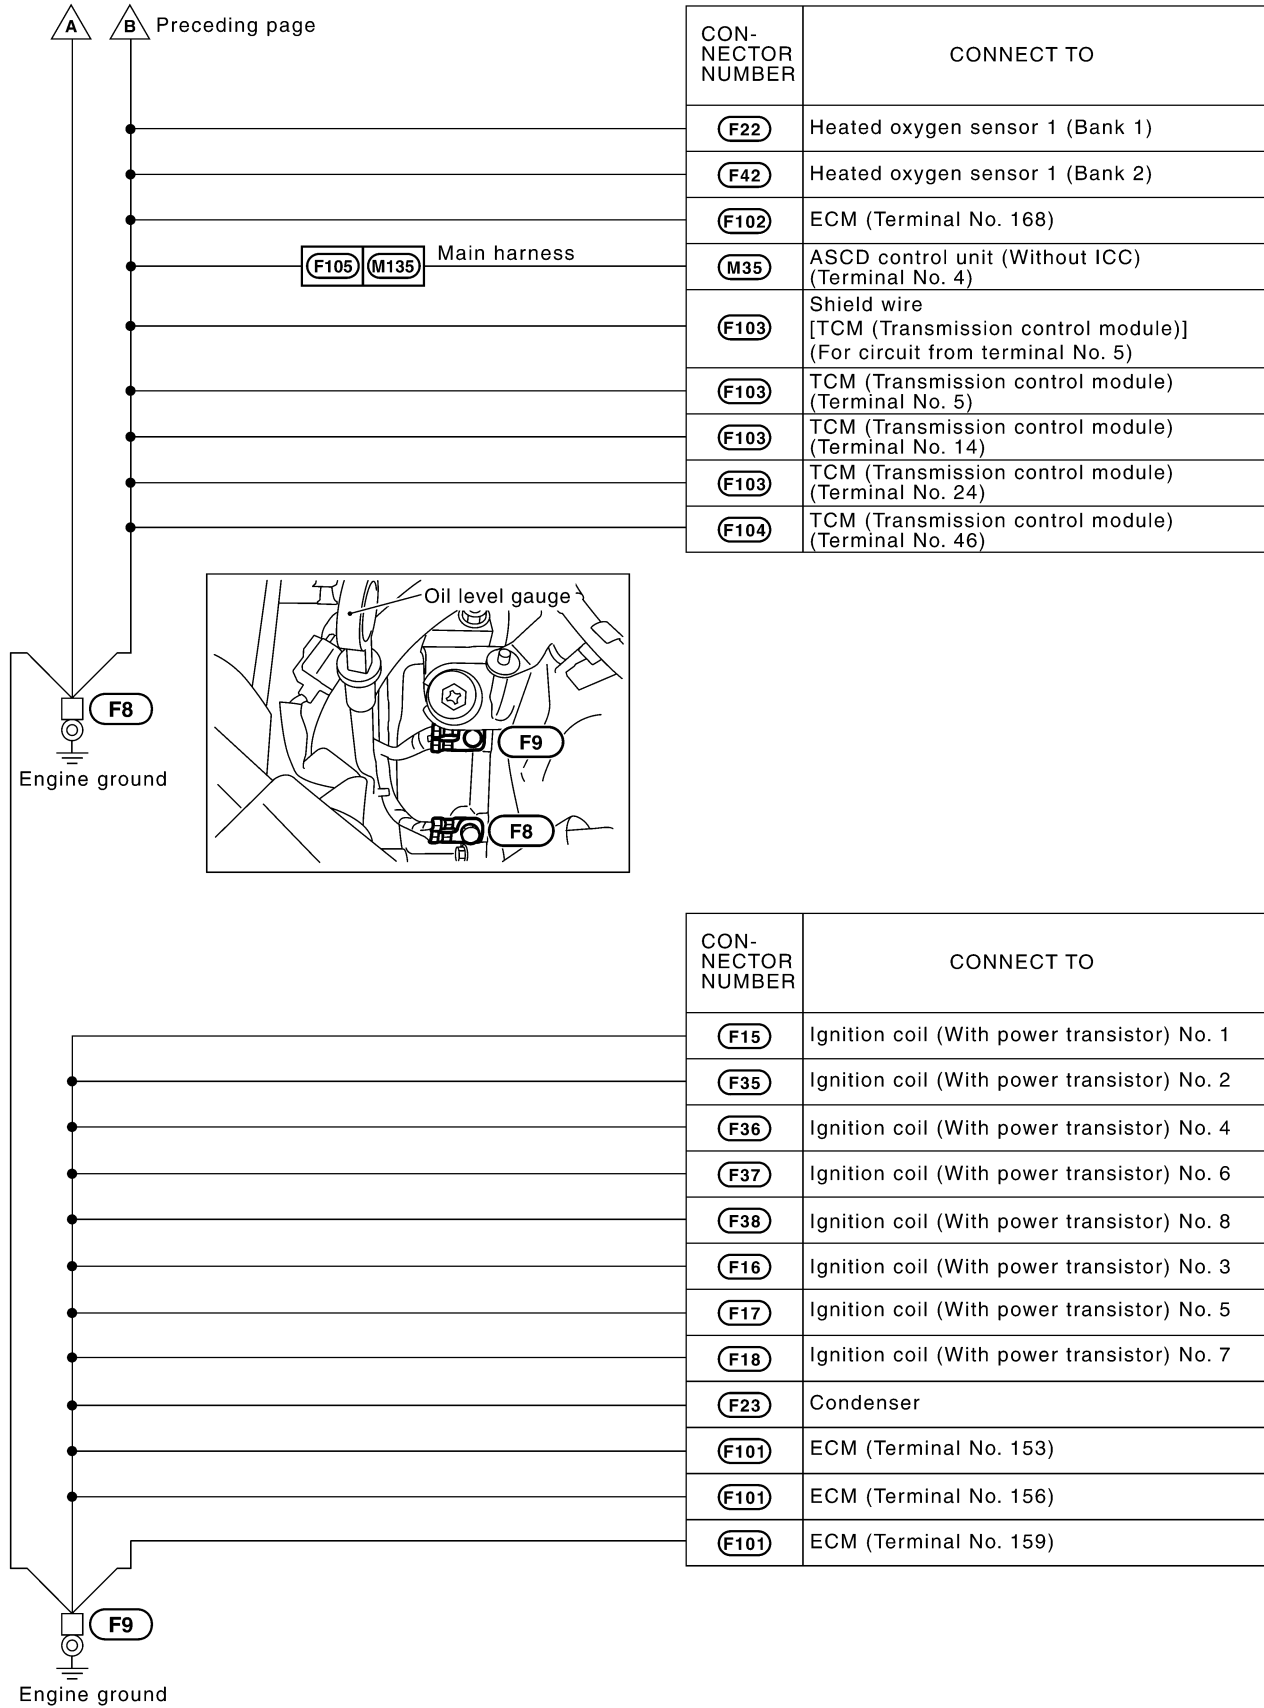 A B Preceding page
CON-
NECTOR
NUMBER
CONNECT TO
F22 Heated oxygen sensor 1 (Bank 1)
F42 Heated oxygen sensor 1 (Bank 2)
F102 ECM (Terminal No. 168)
F105 M135 Main harness
M35 ASCD control unit (Without ICC)
(Terminal No. 4)
F103 Shield wire
[TCM (Transmission control module)]
(For circuit from terminal No. 5)
F103 TCM (Transmission control module)
(Terminal No. 5)
F103 TCM (Transmission control module)
(Terminal No. 14)
F103 TCM (Transmission control module)
(Terminal No. 24)
F104 TCM (Transmission control module)
(Terminal No. 46)
Oil level gauge
F8
Engine ground
F9
F8
CON-
NECTOR
NUMBER
CONNECT TO
F15 Ignition coil (With power transistor) No. 1
F35 Ignition coil (With power transistor) No. 2
F36 Ignition coil (With power transistor) No. 4
F37 Ignition coil (With power transistor) No. 6
F38 Ignition coil (With power transistor) No. 8
F16 Ignition coil (With power transistor) No. 3
F17 Ignition coil (With power transistor) No. 5
F18 Ignition coil (With power transistor) No. 7
F23 Condenser
F101 ECM (Terminal No. 153)
F101 ECM (Terminal No. 156)
F101 ECM (Terminal No. 159)
F9
Engine ground